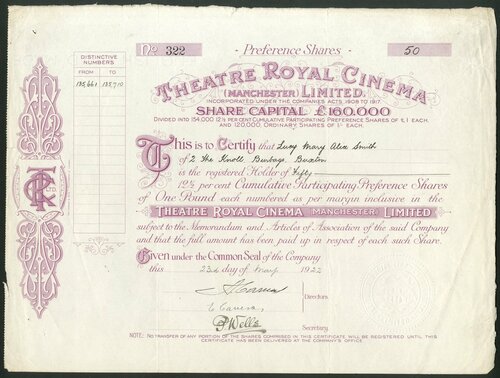 No 322
Preference Shares
50
DISTINCTIVE NUMBERS
FROM TO
135,661 135,710
THEATRE ROYAL CINEMA
(MANCHESTER) LIMITED.
INCORPORATED UNDER THE COMPANIES ACTS, 1908 TO 1917.
SHARE CAPITAL £160,000
DIVIDED INTO 154,000 12½ PER CENT CUMULATIVE PARTICIPATING PREFERENCE SHARES OF £1 EACH.
AND 120,000 ORDINARY SHARES OF 1/- EACH.
This is to Certify that Lucy Mary Alex Smith
of 2 The Knoll Burbage, Buxton
as the registered Holder of Fifty
12½ per cent Cumulative Participating Preference Shares
of One Pound each numbered as per margin inclusive in the
THEATRE ROYAL CINEMA (MANCHESTER) LIMITED
subject to the Memorandum and Articles of Association of the said Company
and that the full amount has been paid up in respect of each such Share.
Given under the Common Seal of the Company
this 23rd day of May 1922
Directors.
Secretary.
NOTE: NO TRANSFER OF ANY PORTION OF THE SHARES COMPRISED IN THIS CERTIFICATE WILL BE REGISTERED UNTIL THIS
CERTIFICATE HAS BEEN DELIVERED AT THE COMPANY'S OFFICE.